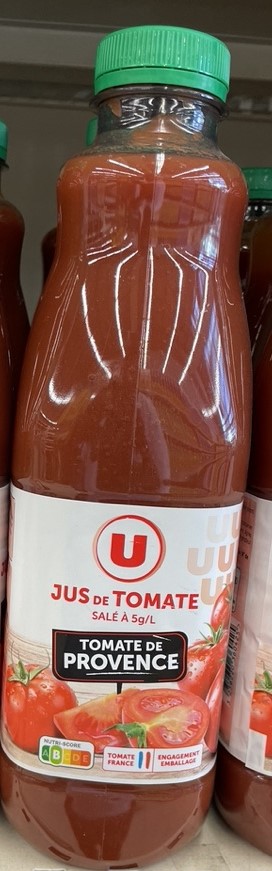 U
JUS DE TOMATE
SALÉ À 5g/L
TOMATE DE
PROVENCE
NUTRI-SCORE
A B C D E
TOMATE
FRANCE
ENGAGEMENT
EMBALLAGE